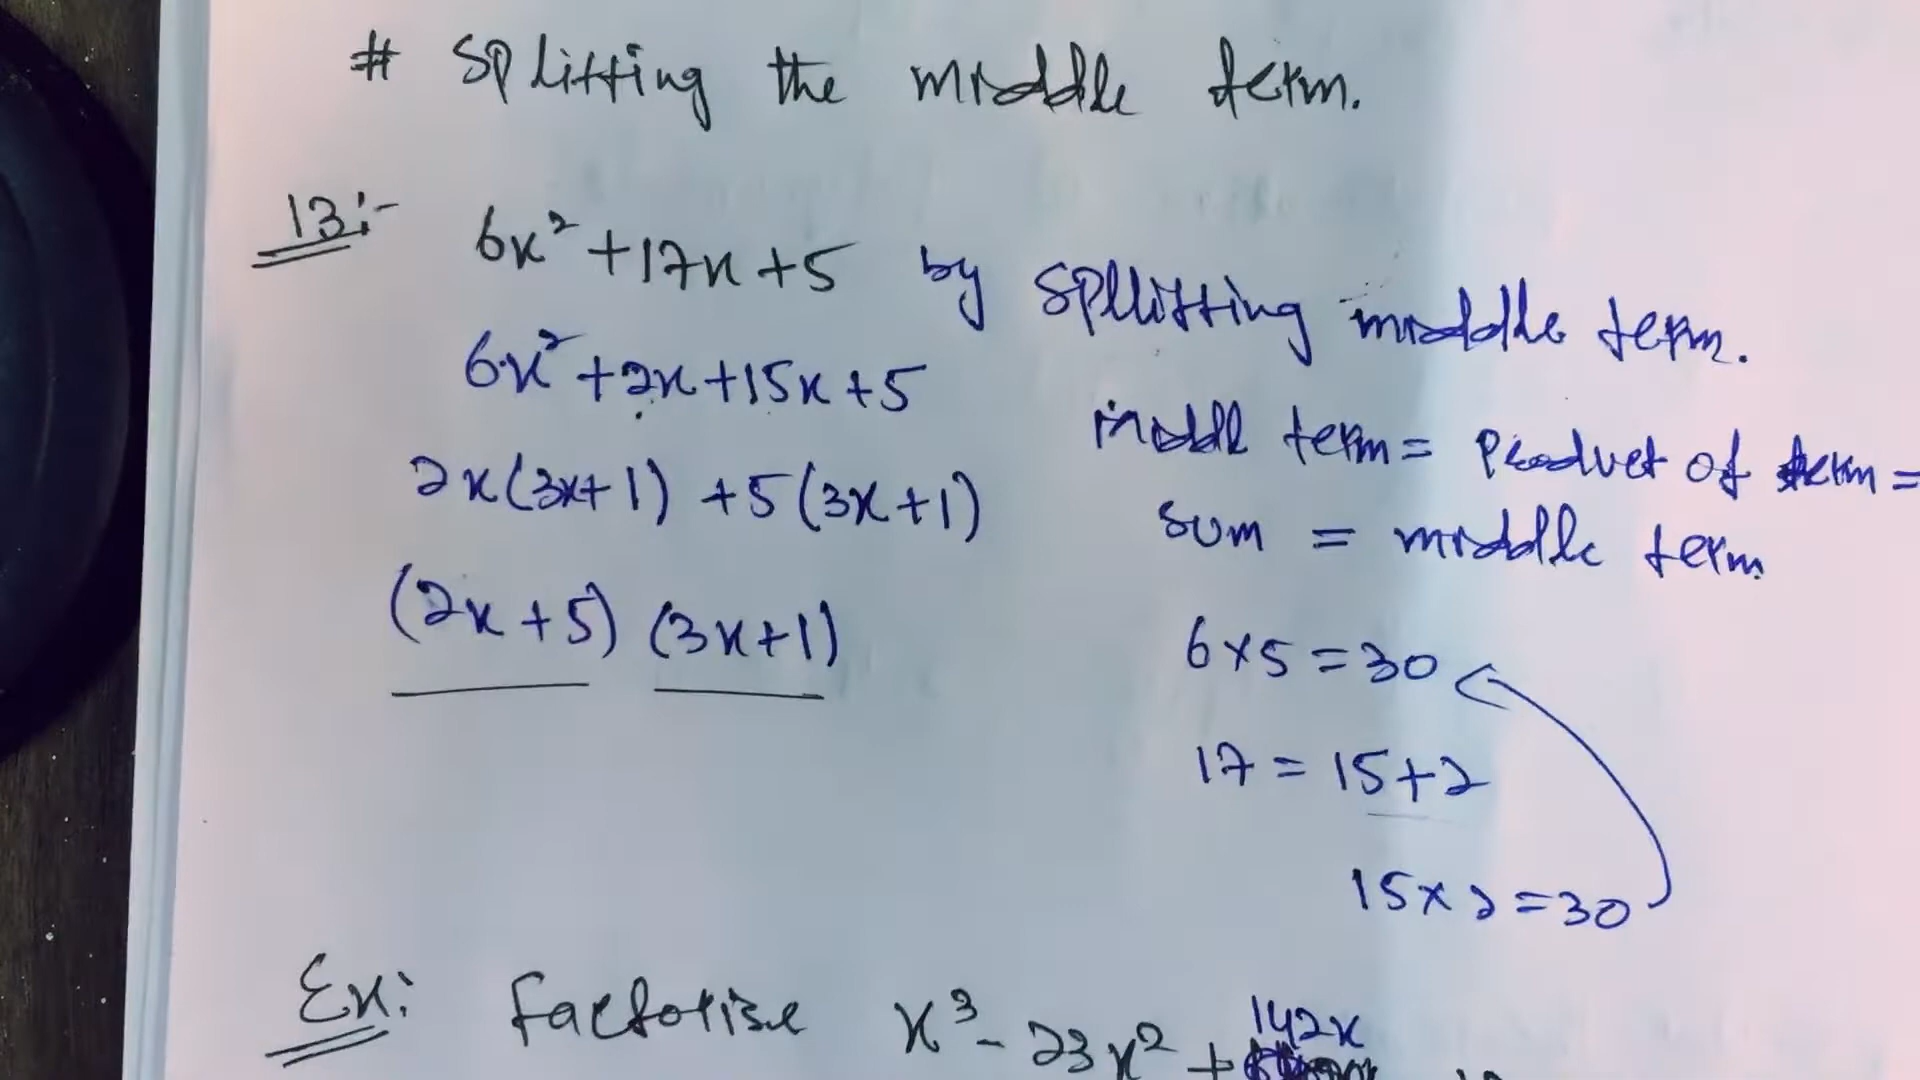 # Splitting the middle term.
13:- 6x² + 17x + 5 by spllitting middle term.
6x² + 2x + 15x + 5
2x(3x+1) + 5(3x+1)
(2x+5) (3x+1)
middl term = Product of term =
sum = middle term
6×5 = 30
17 = 15+2
15×2 = 30
Ex: factorise x³ - 23x² + 142x